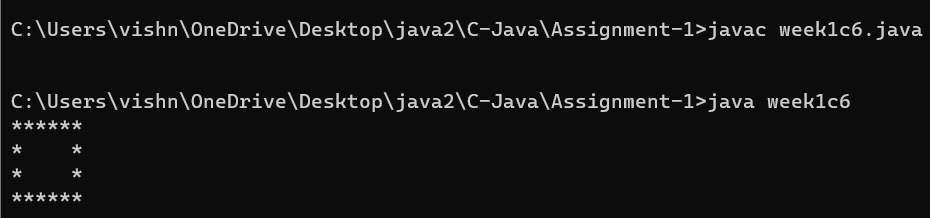 C:\Users\vishn\OneDrive\Desktop\java2\C-Java\Assignment-1>javac week1c6.java
C:\Users\vishn\OneDrive\Desktop\java2\C-Java\Assignment-1>java week1c6
******
*    *
*    *
******